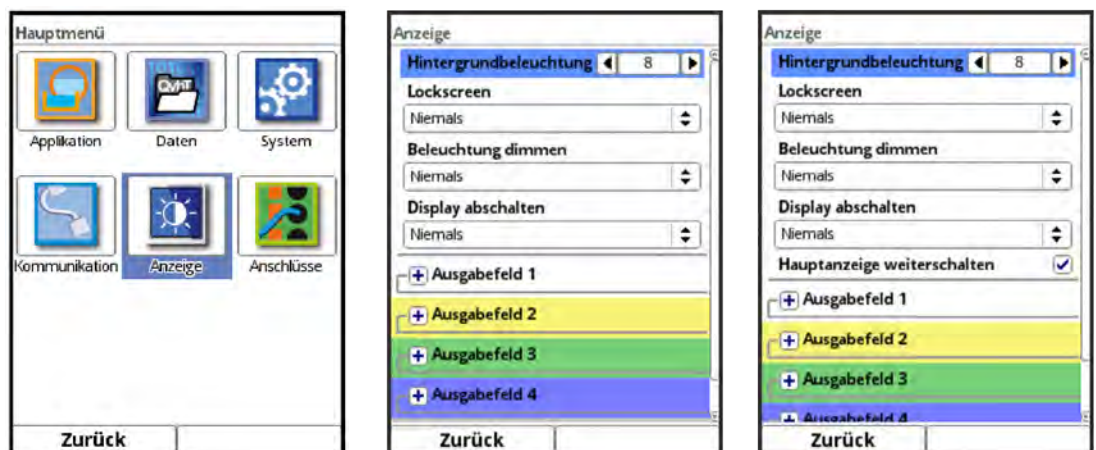 Hauptmenü
Applikation
Daten
System
Kommunikation
Anzeige
Anschlüsse
Zurück
Anzeige
Hintergrundbeleuchtung 8
Lockscreen
Niemals
Beleuchtung dimmen
Niemals
Display abschalten
Niemals
Ausgabefeld 1
Ausgabefeld 2
Ausgabefeld 3
Ausgabefeld 4
Zurück
Anzeige
Hintergrundbeleuchtung 8
Lockscreen
Niemals
Beleuchtung dimmen
Niemals
Display abschalten
Niemals
Hauptanzeige weiterschalten
Ausgabefeld 1
Ausgabefeld 2
Ausgabefeld 3
Ausgabefeld 4
Zurück